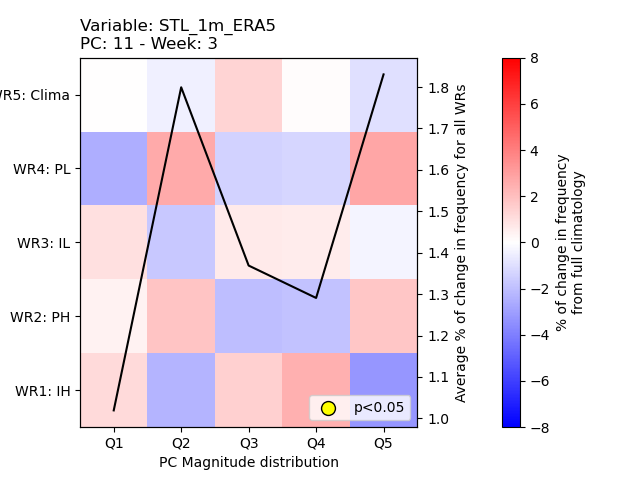 Variable: STL_1m_ERA5
PC: 11 - Week: 3
WR5: Clima
WR4: PL
WR3: IL
WR2: PH
WR1: IH
Q1 Q2 Q3 Q4 Q5
PC Magnitude distribution
p<0.05
1.8
1.7
1.6
1.5
1.4
1.3
1.2
1.1
1.0
Average % of change in frequency for all WRs
8
6
4
2
0
−2
−4
−6
−8
% of change in frequency
from full climatology